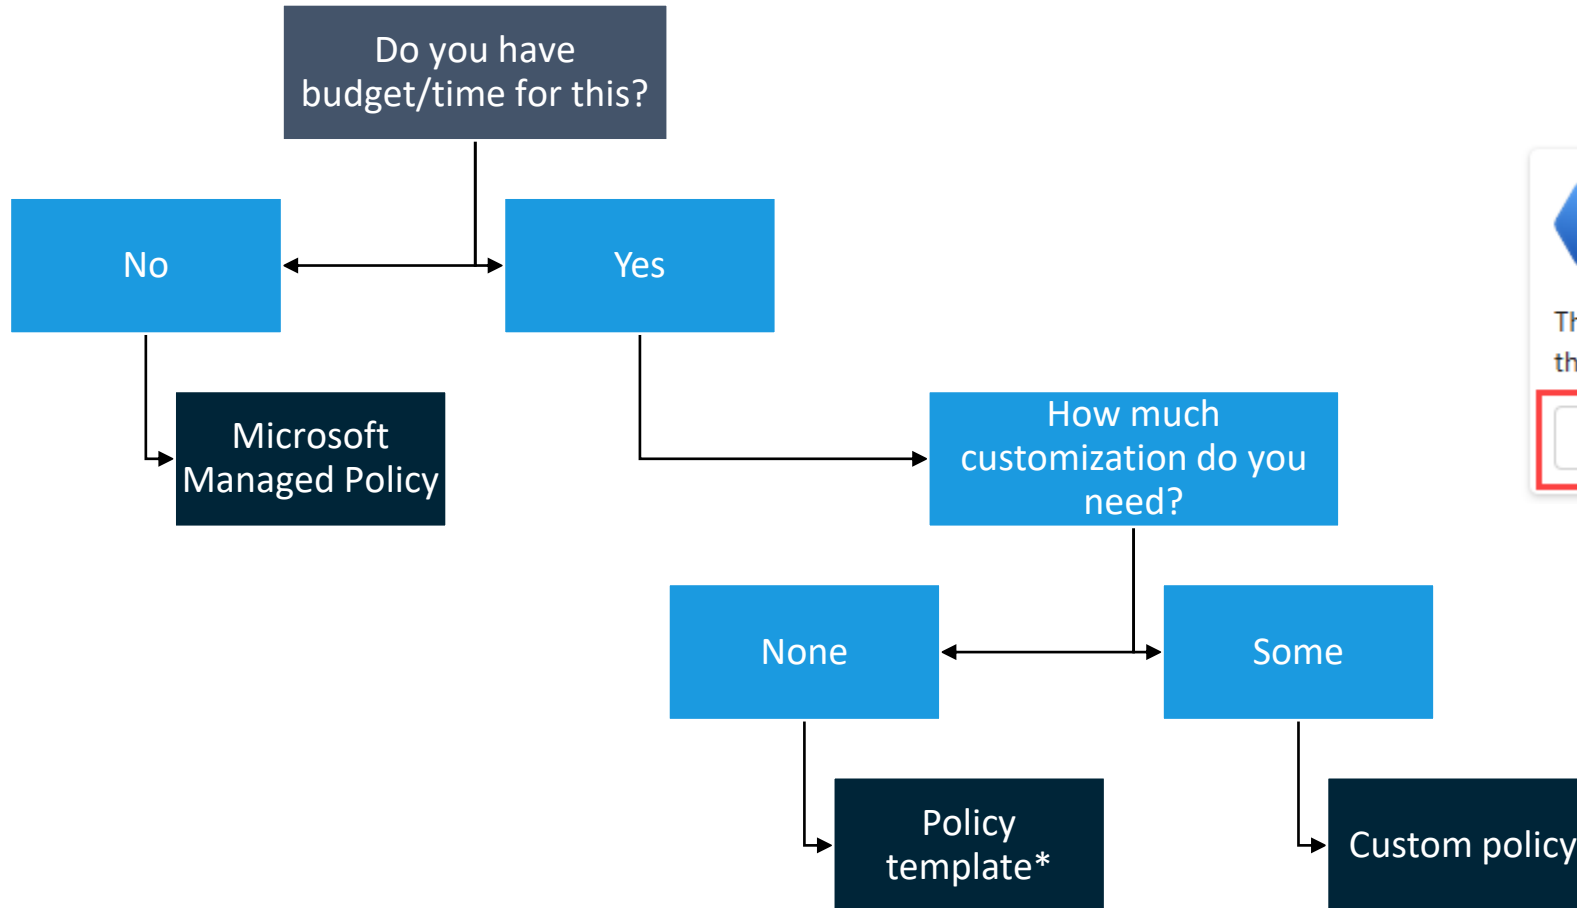 Do you have
budget/time for this?
No
Yes
Microsoft
Managed Policy
How much
customization do you
need?
None
Some
Policy
template*
Custom policy